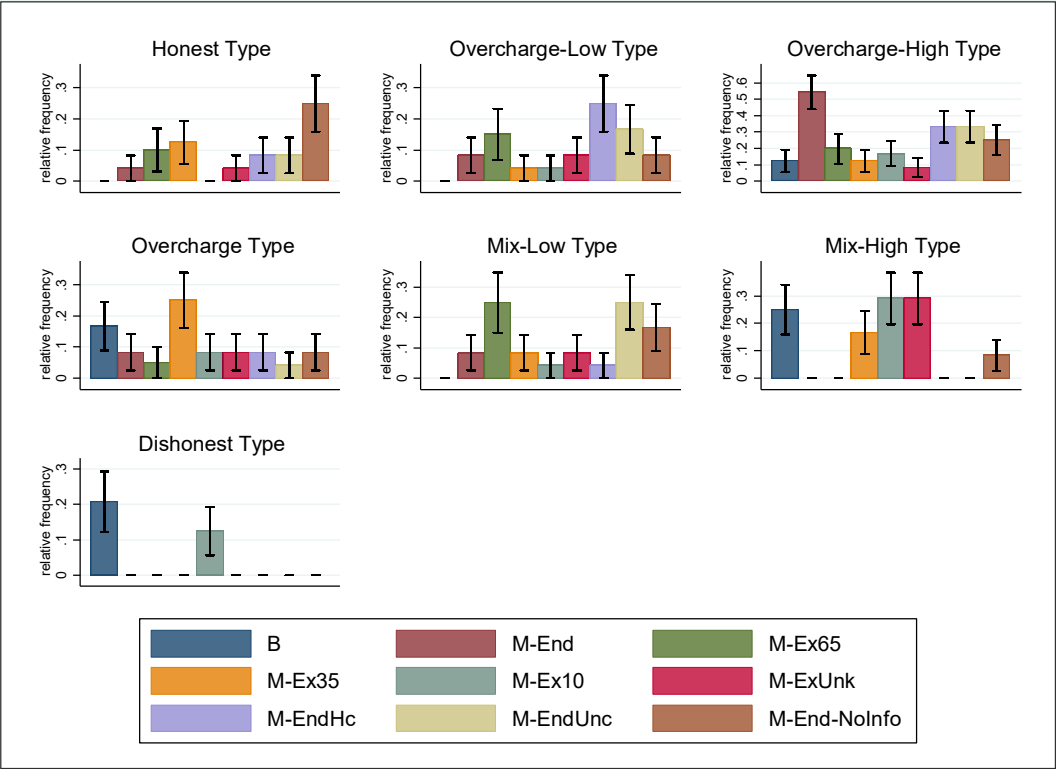 Honest Type
relative frequency
0 .1 .2 .3
Overcharge-Low Type
relative frequency
0 .1 .2 .3
Overcharge-High Type
relative frequency
0 .1 .2 .3 .4 .5 .6
Overcharge Type
relative frequency
0 .1 .2 .3
Mix-Low Type
relative frequency
0 .1 .2 .3
Mix-High Type
relative frequency
0 .1 .2 .3
Dishonest Type
relative frequency
0 .1 .2 .3
B M-End M-Ex65
M-Ex35 M-Ex10 M-ExUnk
M-EndHc M-EndUnc M-End-NoInfo